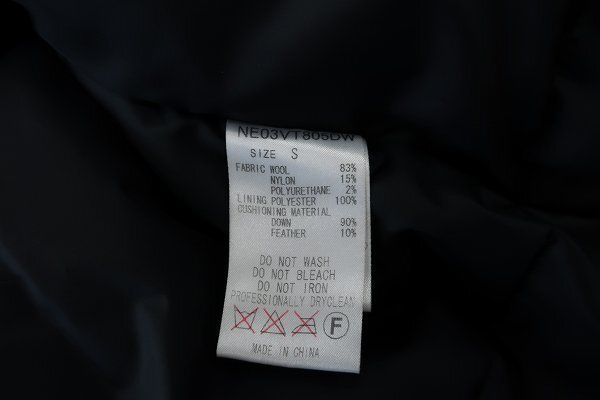 NE03VT806DW
SIZE S
FABRIC WOOL 83%
NYLON 15%
POLYURETHANE 2%
LINING POLYESTER 100%
CUSHIONING MATERIAL
DOWN 90%
FEATHER 10%
DO NOT WASH
DO NOT BLEACH
DO NOT IRON
PROFESSIONALLY DRYCLEAN
F
MADE IN CHINA